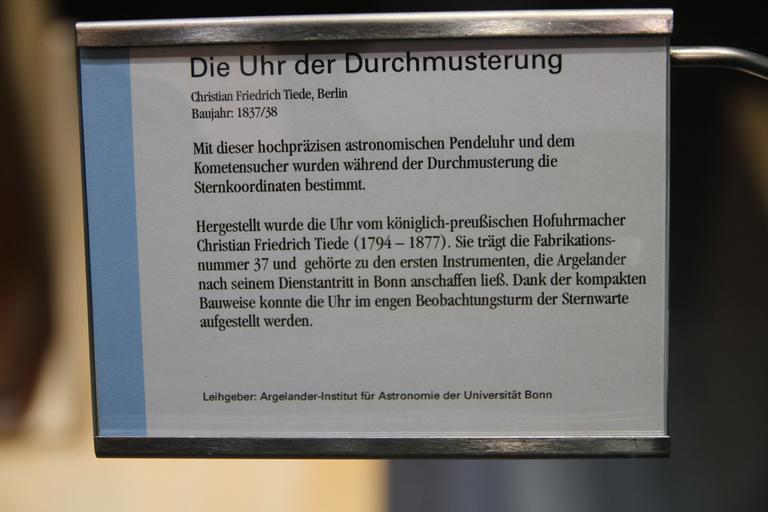 Die Uhr der Durchmusterung
Christian Friedrich Tiede, Berlin
Baujahr: 1837/38
Mit dieser hochpräzisen astronomischen Pendeluhr und dem
Kometensucher wurden während der Durchmusterung die
Sternkoordinaten bestimmt.
Hergestellt wurde die Uhr vom königlich-preußischen Hofuhrmacher
Christian Friedrich Tiede (1794 – 1877). Sie trägt die Fabrikations-
nummer 37 und gehörte zu den ersten Instrumenten, die Argelander
nach seinem Dienstantritt in Bonn anschaffen ließ. Dank der kompakten
Bauweise konnte die Uhr im engen Beobachtungsturm der Sternwarte
aufgestellt werden.
Leihgeber: Argelander-Institut für Astronomie der Universität Bonn